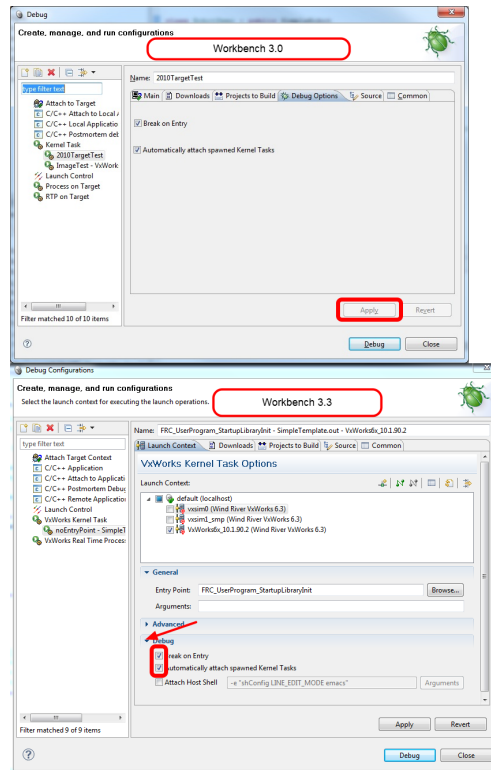 Debug
Create, manage, and run configurations
Workbench 3.0
type filter text
Attach to Target
C/C++ Attach to Local
C/C++ Local Applicatio
C/C++ Postmortem del
Kernel Task
2010TargetTest
ImageTest - VxWork
Launch Control
Process on Target
RTP on Target
Filter matched 10 of 10 items
Name: 2010TargetTest
Main Downloads Projects to Build Debug Options Source Common
Break on Entry
Automatically attach spawned Kernel Tasks
Apply Revert
Debug Close
Debug Configurations
Create, manage, and run configurations
Select the launch context for executing the launch operations.
Workbench 3.3
type filter text
Attach Target Context
C/C++ Application
C/C++ Attach to Applicati
C/C++ Postmortem Debug
C/C++ Remote Application
Launch Control
VxWorks Kernel Task
noEntryPoint - SimpleT
VxWorks Real Time Proces
Filter matched 9 of 9 items
Name: FRC_UserProgram_StartupLibraryInit - SimpleTemplate.out - VxWorks6x_10.1.90.2
Launch Context Downloads Projects to Build Source Common
VxWorks Kernel Task Options
Launch Context:
default (localhost)
vxsim0 (Wind River VxWorks 6.3)
vxsim1_smp (Wind River VxWorks 6.3)
VxWorks6x_10.1.90.2 (Wind River VxWorks 6.3)
General
Entry Point: FRC_UserProgram_StartupLibraryInit Browse...
Arguments:
Advanced
Debug
Break on Entry
Automatically attach spawned Kernel Tasks
Attach Host Shell -e "shConfig LINE_EDIT_MODE emacs" Arguments
Apply Revert
Debug Close